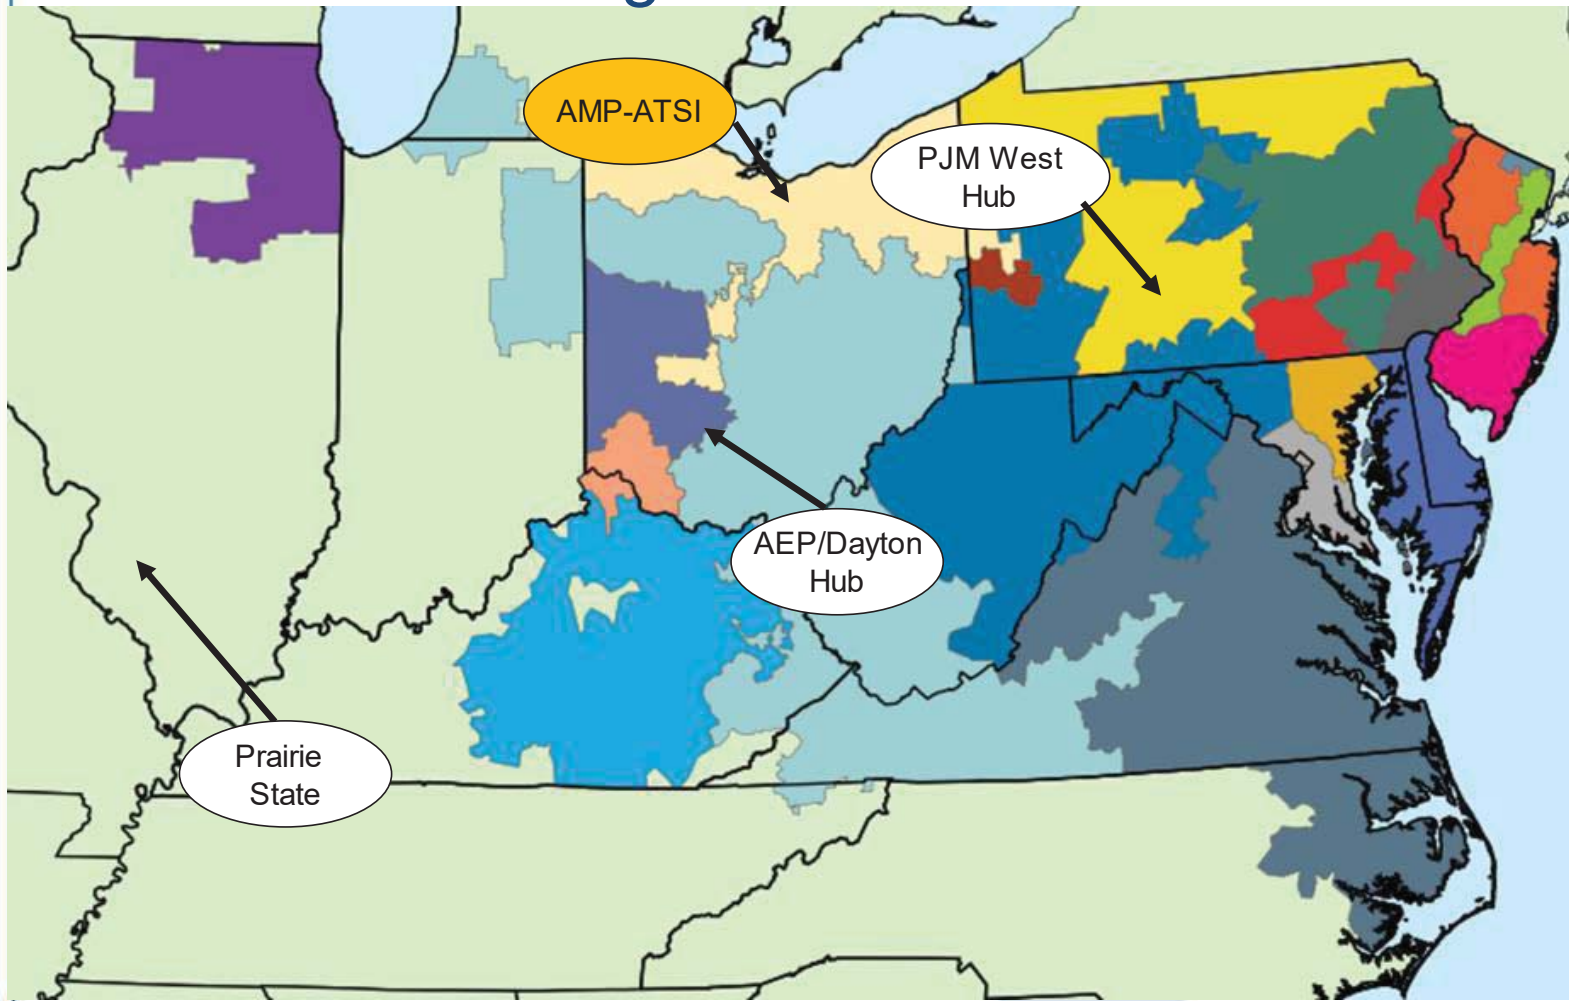 AMP-ATSI
PJM West
Hub
AEP/Dayton
Hub
Prairie
State